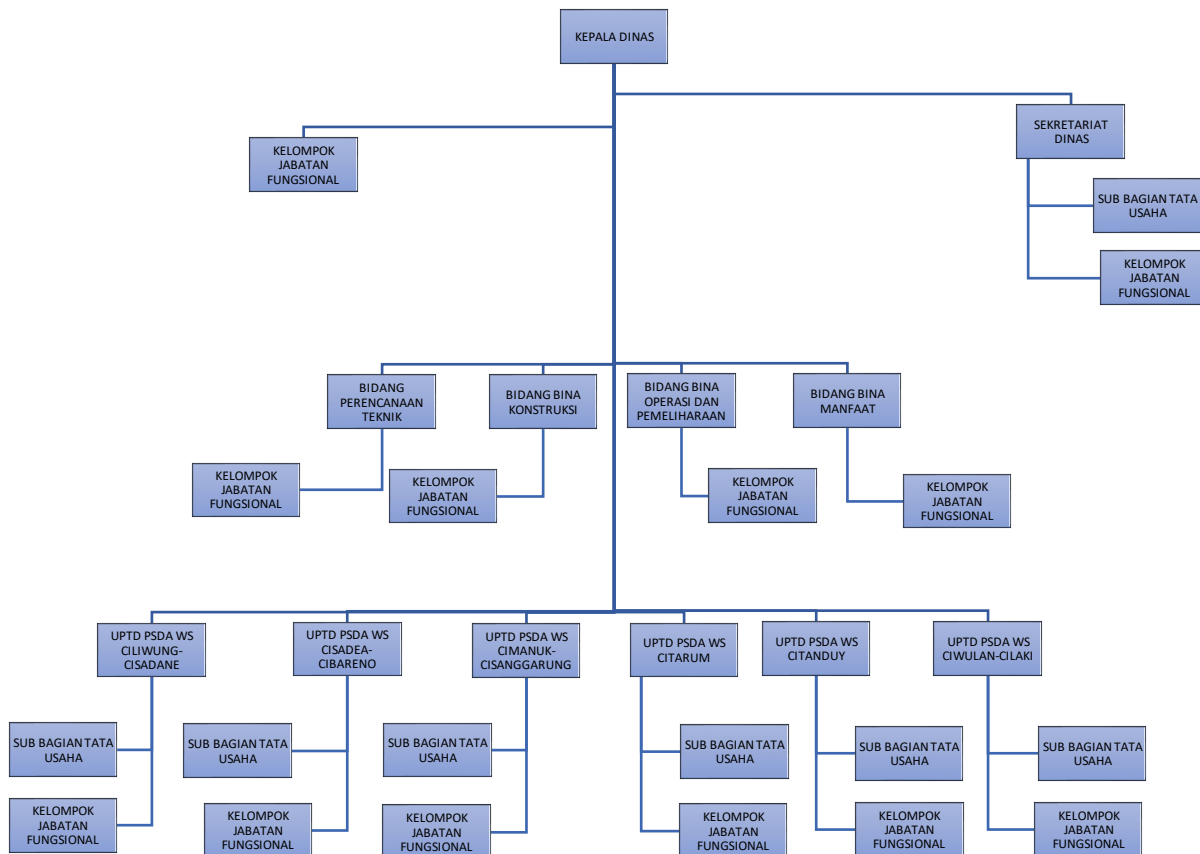 KEPALA DINAS
SEKRETARIAT
DINAS
KELOMPOK
JABATAN
FUNGSIONAL
SUB BAGIAN TATA
USAHA
KELOMPOK
JABATAN
FUNGSIONAL
BIDANG
PERENCANAAN
TEKNIK
BIDANG BINA
KONSTRUKSI
BIDANG BINA
OPERASI DAN
PEMELIHARAAN
BIDANG BINA
MANFAAT
KELOMPOK
JABATAN
FUNGSIONAL
KELOMPOK
JABATAN
FUNGSIONAL
KELOMPOK
JABATAN
FUNGSIONAL
KELOMPOK
JABATAN
FUNGSIONAL
UPTD PSDA WS
CILIWUNG-
CISADANE
UPTD PSDA WS
CISADEA-
CIBARENO
UPTD PSDA WS
CIMANUK-
CISANGGARUNG
UPTD PSDA WS
CITARUM
UPTD PSDA WS
CITANDUY
UPTD PSDA WS
CIWULAN-CILAKI
SUB BAGIAN TATA
USAHA
SUB BAGIAN TATA
USAHA
SUB BAGIAN TATA
USAHA
SUB BAGIAN TATA
USAHA
SUB BAGIAN TATA
USAHA
SUB BAGIAN TATA
USAHA
KELOMPOK
JABATAN
FUNGSIONAL
KELOMPOK
JABATAN
FUNGSIONAL
KELOMPOK
JABATAN
FUNGSIONAL
KELOMPOK
JABATAN
FUNGSIONAL
KELOMPOK
JABATAN
FUNGSIONAL
KELOMPOK
JABATAN
FUNGSIONAL